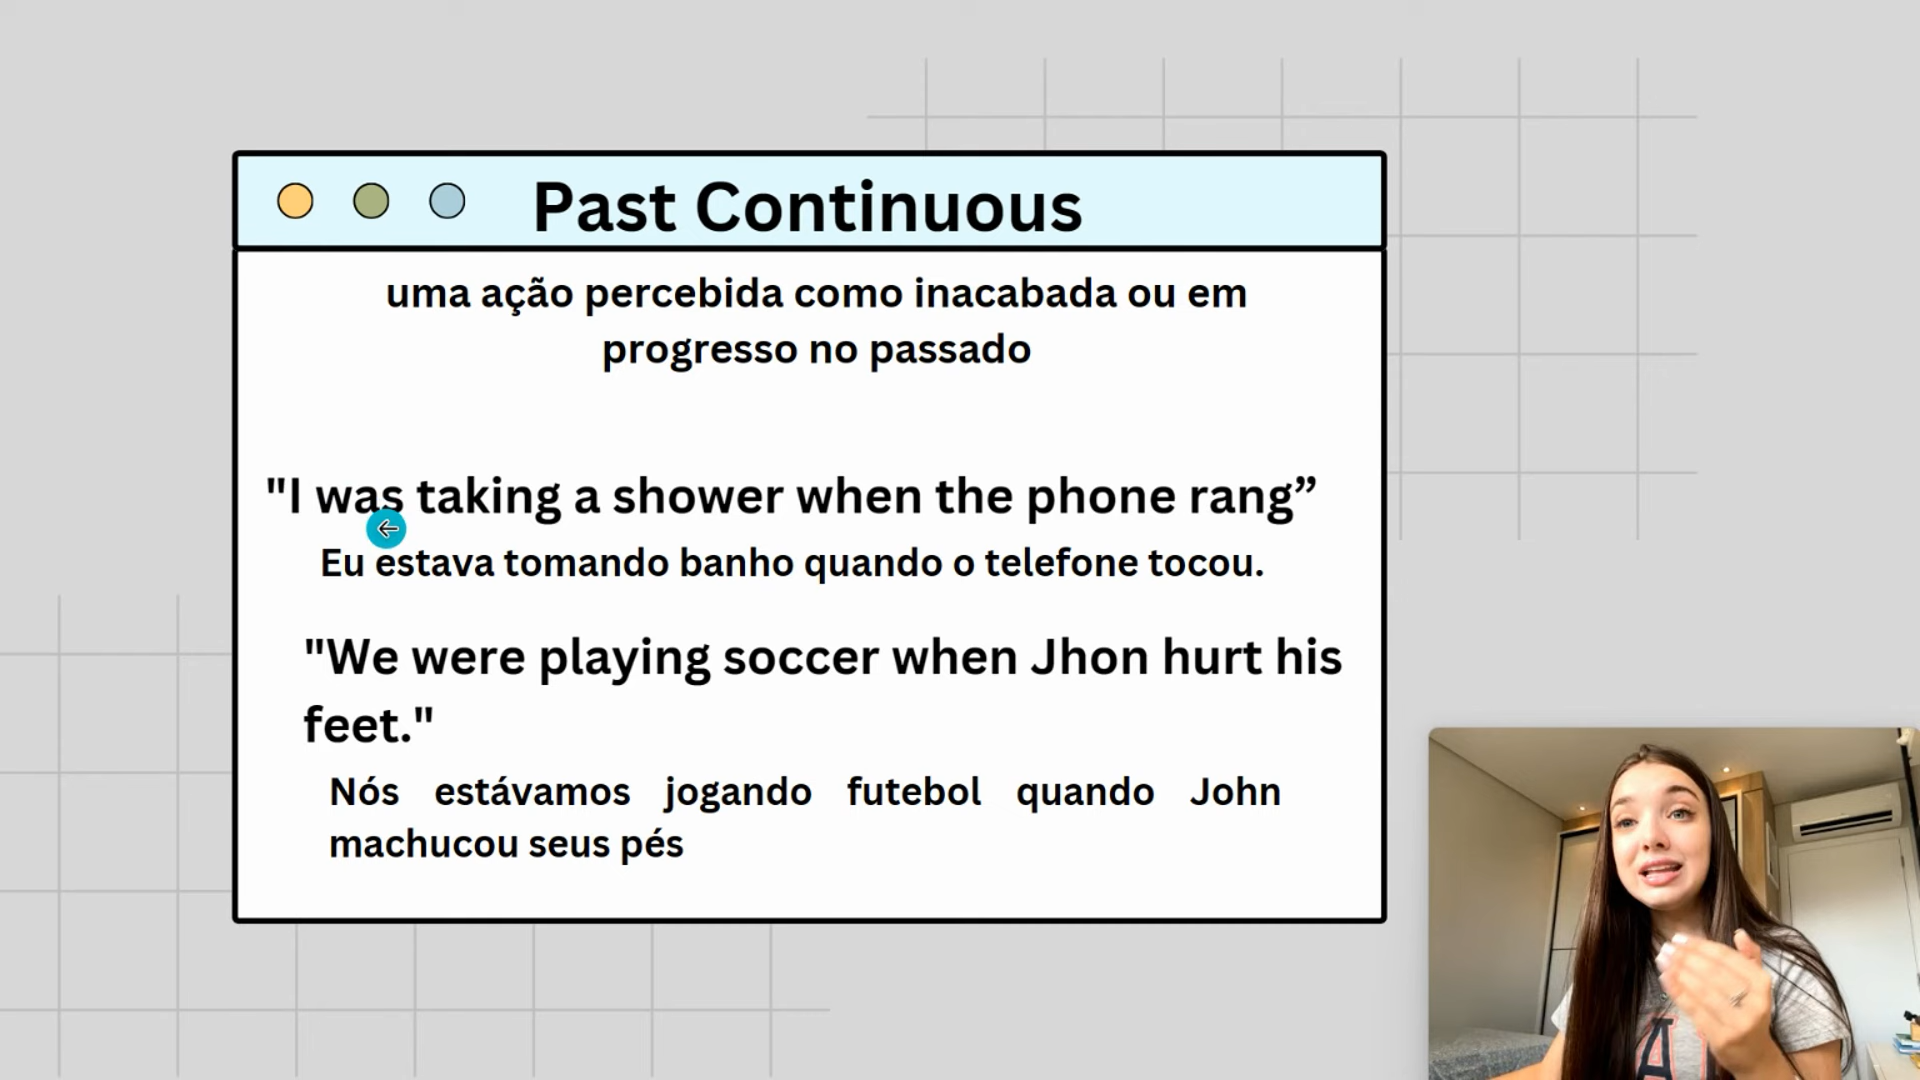 Past Continuous
uma ação percebida como inacabada ou em
progresso no passado
"I was taking a shower when the phone rang”
Eu estava tomando banho quando o telefone tocou.
"We were playing soccer when Jhon hurt his
feet."
Nós estávamos jogando futebol quando John
machucou seus pés